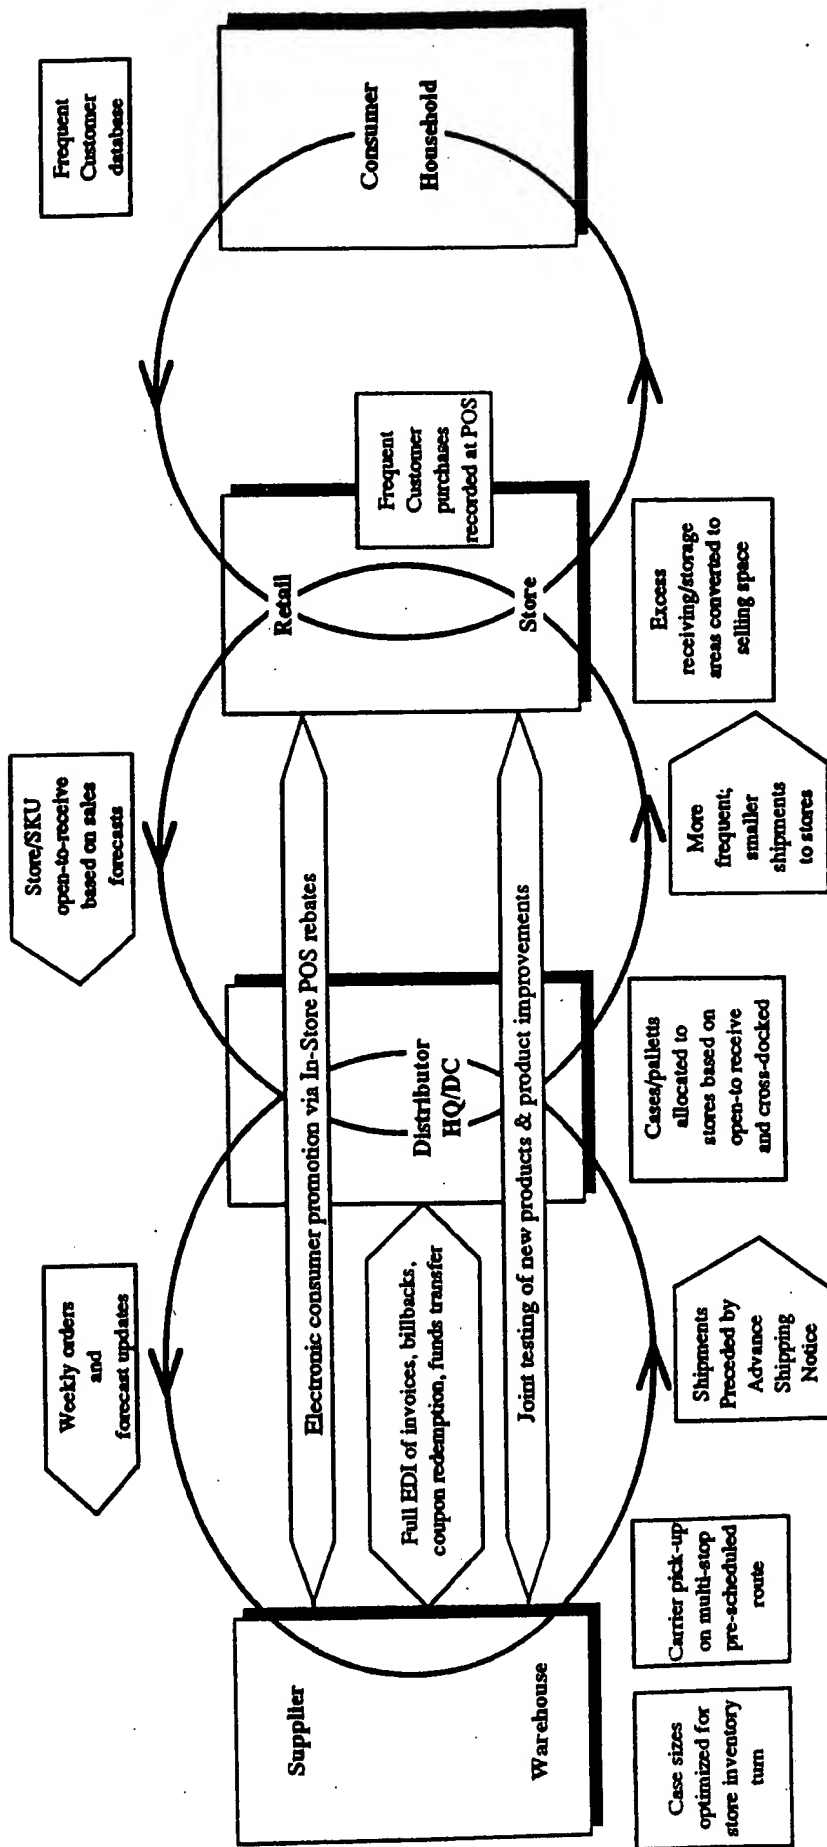 Weekly orders
and
forecast updates
Store/SKU
open-to-receive
based on sales
forecasts
Frequent
Customer
database
Supplier
Warehouse
Electronic consumer promotion via In-Store POS rebates
Full EDI of invoices, billbacks,
coupon redemption, funds transfer
Joint testing of new products & product improvements
Distributor
HQ/DC
Retail
Store
Frequent
Customer
purchases
recorded at POS
Consumer
Household
Case sizes
optimized for
store inventory
turn
Carrier pick-up
on multi-stop
pre-scheduled
route
Shipments
Preceded by
Advance
Shipping
Notice
Cases/palletts
allocated to
stores based on
open-to receive
and cross-docked
More
frequent;
smaller
shipments
to stores
Excess
receiving/storage
areas converted to
selling space